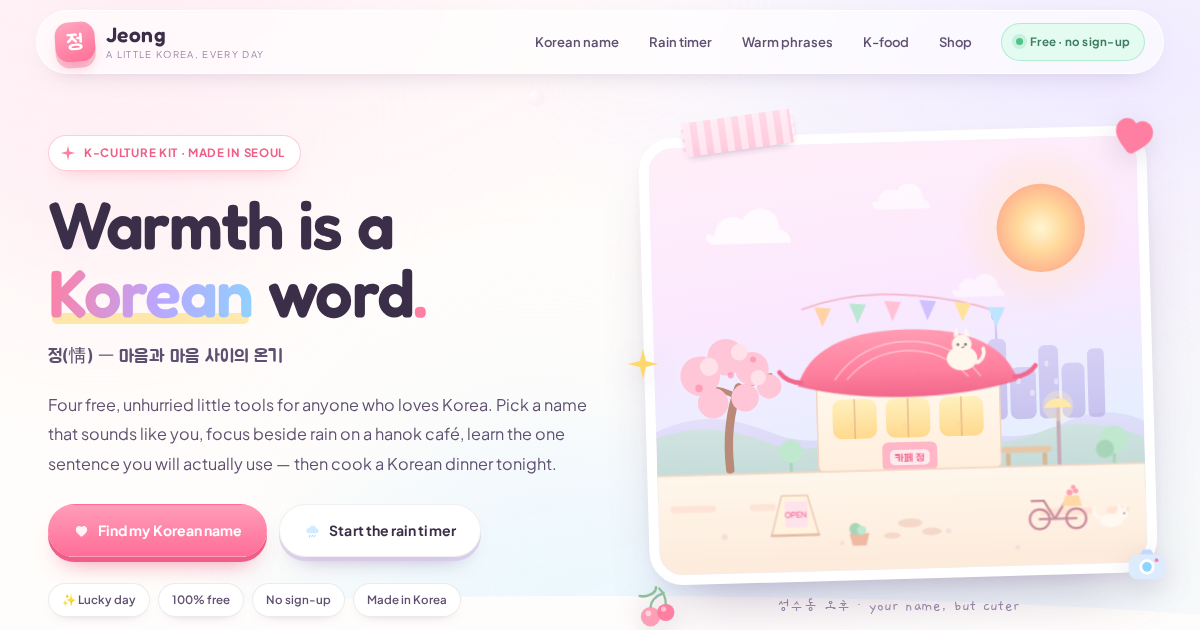 정
Jeong
A LITTLE KOREA, EVERY DAY
Korean name
Rain timer
Warm phrases
K-food
Shop
Free · no sign-up
K-CULTURE KIT · MADE IN SEOUL
Warmth is a
Korean word.
정(情) — 마음과 마음 사이의 온기
Four free, unhurried little tools for anyone who loves Korea. Pick a name
that sounds like you, focus beside rain on a hanok café, learn the one
sentence you will actually use — then cook a Korean dinner tonight.
Find my Korean name
Start the rain timer
✨ Lucky day
100% free
No sign-up
Made in Korea
카페 정
OPEN
성수동 오후 · your name, but cuter